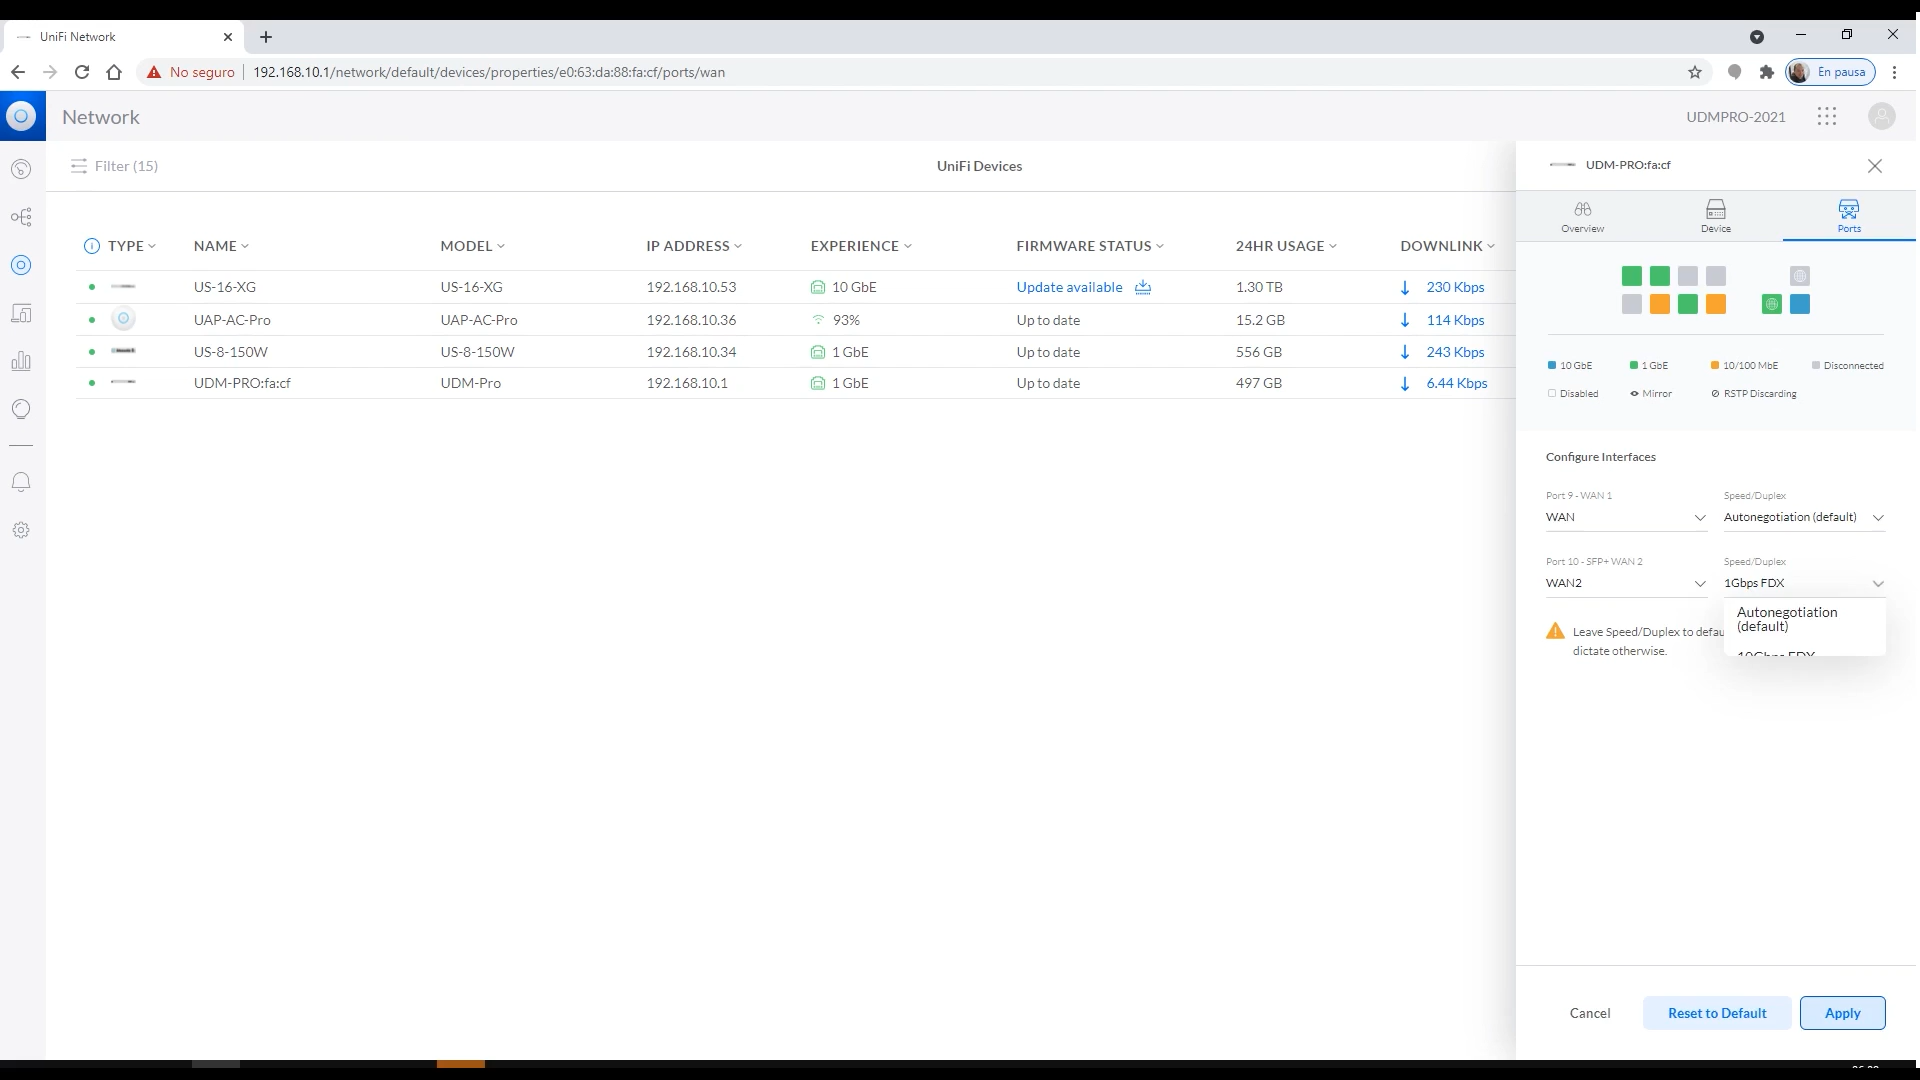 UniFi Network
No seguro
192.168.10.1/network/default/devices/properties/e0:63:da:88:fa:cf/ports/wan
En pausa
Network
UDMPRO-2021
Filter (15)
UniFi Devices
UDM-PRO:fa:cf
Overview
Device
Ports
TYPE NAME MODEL IP ADDRESS EXPERIENCE FIRMWARE STATUS 24HR USAGE DOWNLINK
US-16-XG US-16-XG 192.168.10.53 10 GbE Update available 1.30 TB 230 Kbps
UAP-AC-Pro UAP-AC-Pro 192.168.10.36 93% Up to date 15.2 GB 114 Kbps
US-8-150W US-8-150W 192.168.10.34 1 GbE Up to date 556 GB 243 Kbps
UDM-PRO:fa:cf UDM-Pro 192.168.10.1 1 GbE Up to date 497 GB 6.44 Kbps
10 GbE 1 GbE 10/100 MbE Disconnected
Disabled Mirror RSTP Discarding
Configure Interfaces
Port 9 - WAN 1 Speed/Duplex
WAN Autonegotiation (default)
Port 10 - SFP+ WAN 2 Speed/Duplex
WAN2 1Gbps FDX
Autonegotiation
(default)
10Gbps FDX
Leave Speed/Duplex to
dictate otherwise.
Cancel
Reset to Default
Apply